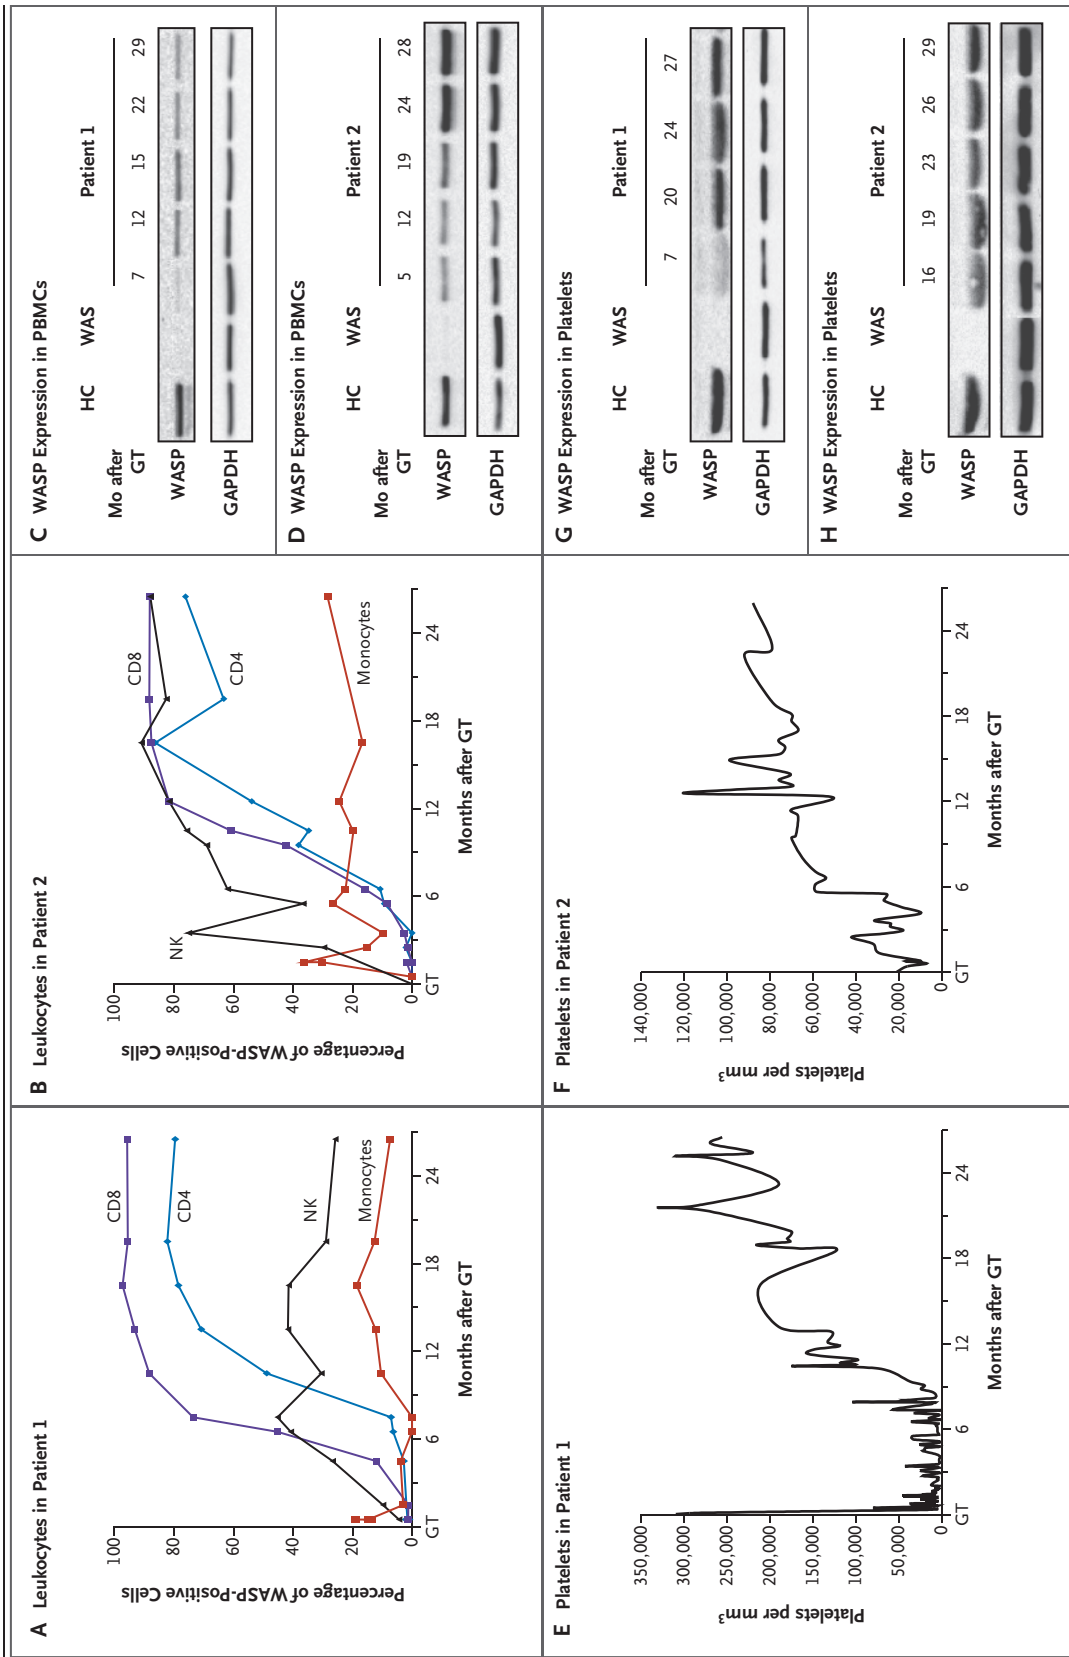 A Leukocytes in Patient 1
Percentage of WASP-Positive Cells
100
80
60
40
20
0
GT
6
12
18
24
Months after GT
CD8
CD4
NK
Monocytes
B Leukocytes in Patient 2
Percentage of WASP-Positive Cells
100
80
60
40
20
0
GT
6
12
18
24
Months after GT
NK
CD8
CD4
Monocytes
C WASP Expression in PBMCs
HC WAS Patient 1
Mo after GT 7 12 15 22 29
WASP
GAPDH
D WASP Expression in PBMCs
HC WAS Patient 2
Mo after GT 5 12 19 24 28
WASP
GAPDH
E Platelets in Patient 1
Platelets per mm³
350,000
300,000
250,000
200,000
150,000
100,000
50,000
0
GT
6
12
18
24
Months after GT
F Platelets in Patient 2
Platelets per mm³
140,000
120,000
100,000
80,000
60,000
40,000
20,000
0
GT
6
12
18
24
Months after GT
G WASP Expression in Platelets
HC WAS Patient 1
Mo after GT 7 20 24 27
WASP
GAPDH
H WASP Expression in Platelets
HC WAS Patient 2
Mo after GT 16 19 23 26 29
WASP
GAPDH